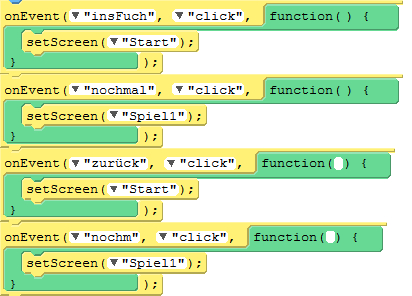 onEvent(▼"insFuch", ▼"click", function( ) {
setScreen(▼"Start");
} );
onEvent(▼"nochmal", ▼"click", function( ) {
setScreen(▼"Spiel1");
} );
onEvent(▼"zurück", ▼"click", function( ) {
setScreen(▼"Start");
} );
onEvent(▼"nochm", ▼"click", function( ) {
setScreen(▼"Spiel1");
} );